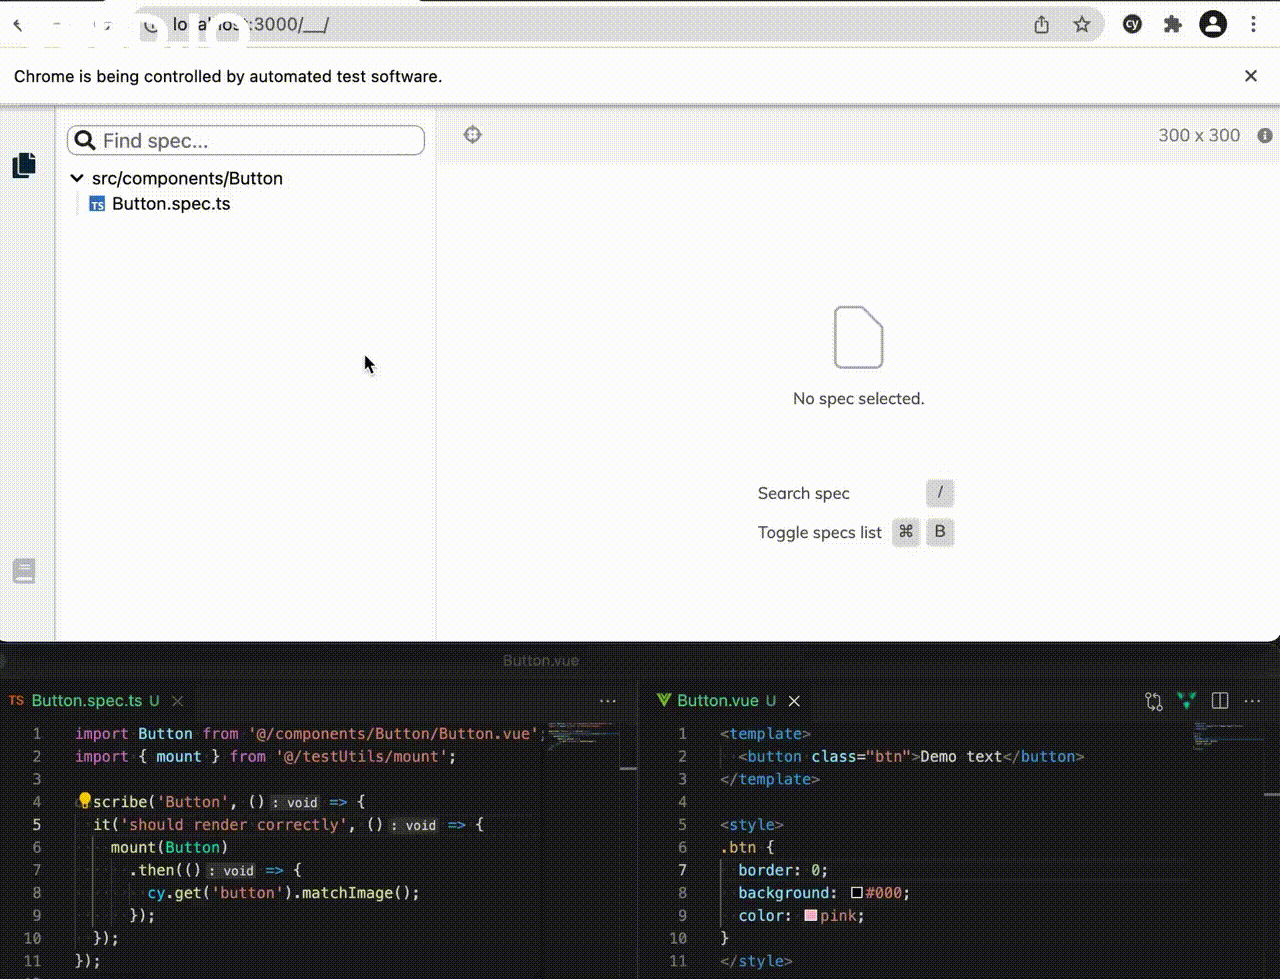 localhost:3000/__/
Chrome is being controlled by automated test software.
Find spec...
300 x 300
src/components/Button
TS Button.spec.ts
No spec selected.
Search spec /
Toggle specs list ⌘ B
Button.vue
TS Button.spec.ts U
1 import Button from '@/components/Button/Button.vue';
2 import { mount } from '@/testUtils/mount';
3
4 scribe('Button', () : void => {
5 it('should render correctly', () : void => {
6 mount(Button)
7 .then(() : void => {
8 cy.get('button').matchImage();
9 });
10 });
11 });
Button.vue U
1 <template>
2 <button class="btn">Demo text</button>
3 </template>
4
5 <style>
6 .btn {
7 border: 0;
8 background: #000;
9 color: pink;
10 }
11 </style>